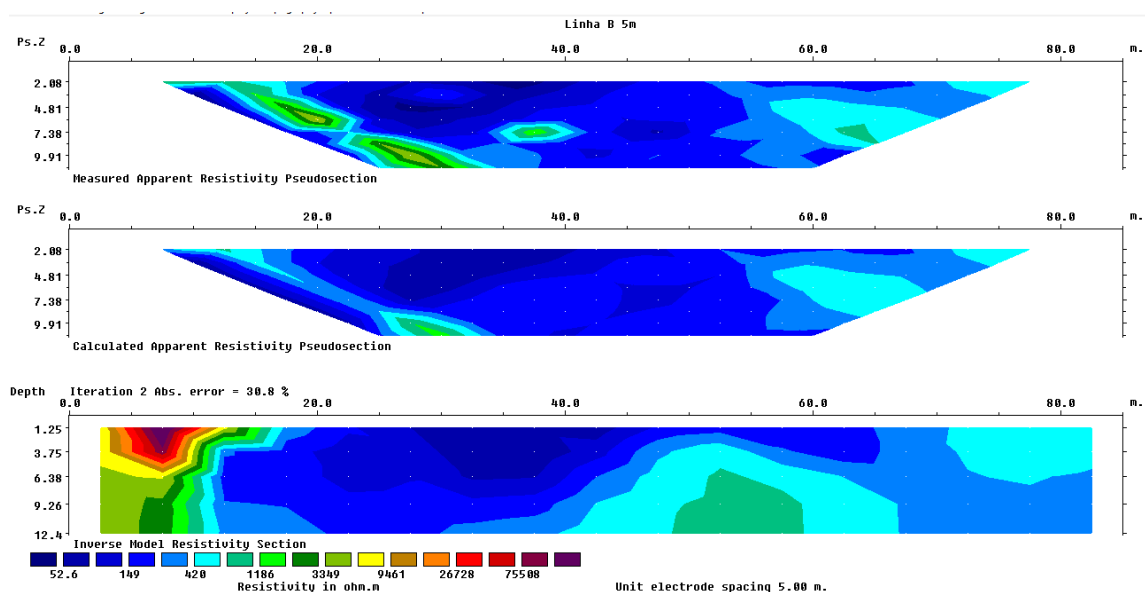 Linha B 5m
Ps.Z 0.0 20.0 40.0 60.0 80.0 m.
2.08
4.81
7.38
9.91
Measured Apparent Resistivity Pseudosection
Ps.Z 0.0 20.0 40.0 60.0 80.0 m.
2.08
4.81
7.38
9.91
Calculated Apparent Resistivity Pseudosection
Depth Iteration 2 Abs. error = 30.8 %
0.0 20.0 40.0 60.0 80.0 m.
1.25
3.75
6.38
9.26
12.4
Inverse Model Resistivity Section
52.6 149 420 1186 3349 9461 26728 75508
Resistivity in ohm.m Unit electrode spacing 5.00 m.